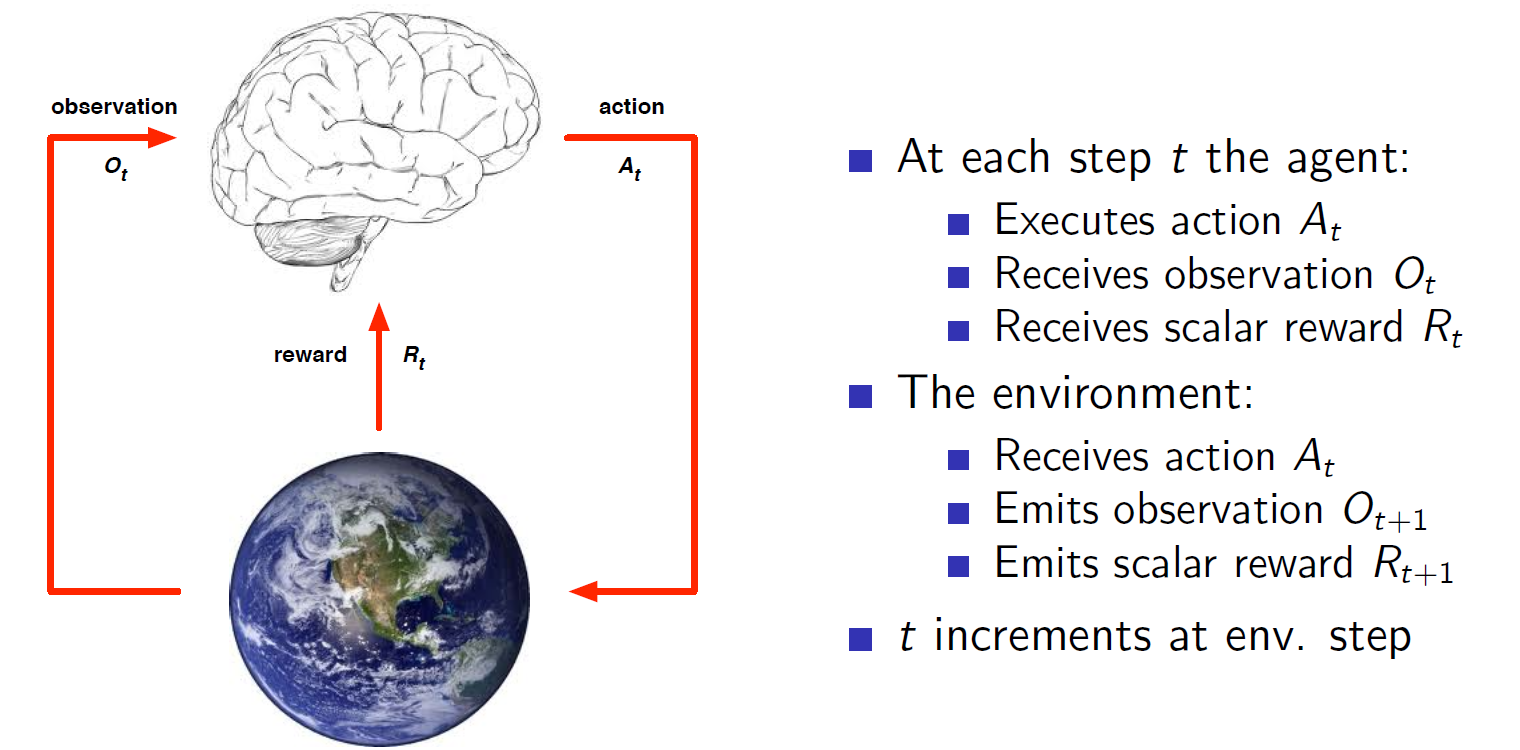 observation
O_t
action
A_t
reward
R_t
At each step t the agent:
Executes action A_t
Receives observation O_t
Receives scalar reward R_t
The environment:
Receives action A_t
Emits observation O_{t+1}
Emits scalar reward R_{t+1}
t increments at env. step